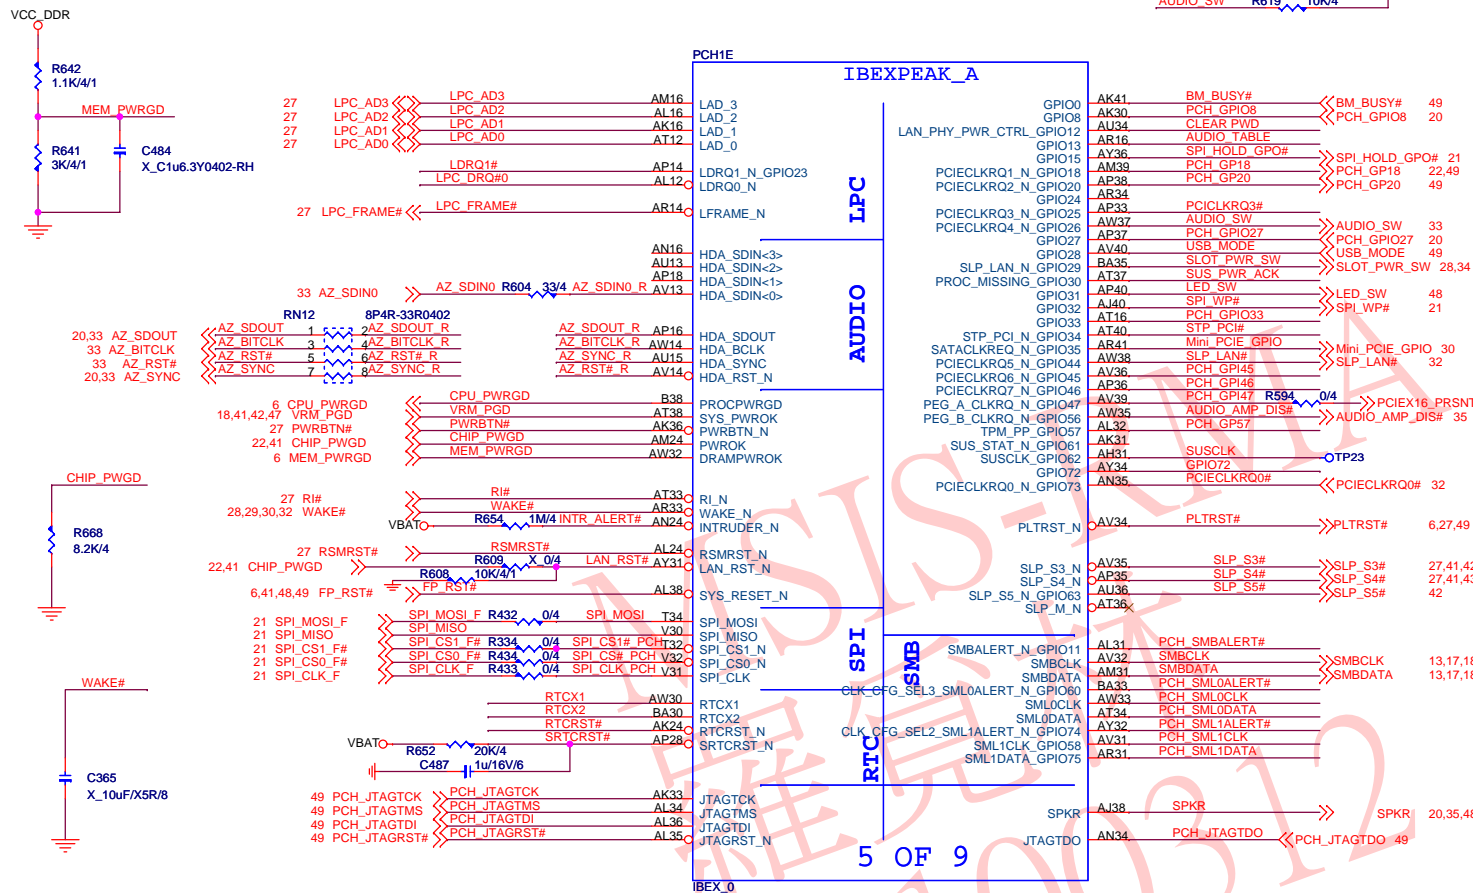 VCC_DDR
R642
1.1K/4/1
MEM_PWRGD
R641
3K/4/1
C484
X_C1u6.3Y0402-RH
CHIP_PWGD
R668
8.2K/4
WAKE#
C365
X_10uF/X5R/8
AUDIO_SW R619 10K/4
PCH1E
IBEXPEAK_A
27 LPC_AD3 LPC_AD3 AM16 LAD_3
27 LPC_AD2 LPC_AD2 AL16 LAD_2
27 LPC_AD1 LPC_AD1 AK16 LAD_1
27 LPC_AD0 LPC_AD0 AT12 LAD_0
LDRQ1# AP14 LDRQ1_N_GPIO23
LPC_DRQ#0 AL12 LDRQ0_N
27 LPC_FRAME# LPC_FRAME# AR14 LFRAME_N
LPC
AN16 HDA_SDIN<3>
AU13 HDA_SDIN<2>
AP18 HDA_SDIN<1>
33 AZ_SDIN0 AZ_SDIN0 R604 33/4 AZ_SDIN0_R AV13 HDA_SDIN<0>
RN12 8P4R-33R0402
20,33 AZ_SDOUT AZ_SDOUT 1 2 AZ_SDOUT_R AZ_SDOUT_R AP16 HDA_SDOUT
33 AZ_BITCLK AZ_BITCLK 3 4 AZ_BITCLK_R AZ_BITCLK_R AW14 HDA_BCLK
33 AZ_RST# AZ_RST# 5 6 AZ_RST#_R AZ_SYNC_R AU15 HDA_SYNC
20,33 AZ_SYNC AZ_SYNC 7 8 AZ_SYNC_R AZ_RST#_R AV14 HDA_RST_N
AUDIO
6 CPU_PWRGD CPU_PWRGD B38 PROCPWRGD
18,41,42,47 VRM_PGD VRM_PGD AT38 SYS_PWROK
27 PWRBTN# PWRBTN# AK36 PWRBTN_N
22,41 CHIP_PWGD CHIP_PWGD AM24 PWROK
6 MEM_PWRGD MEM_PWRGD AW32 DRAMPWROK
27 RI# RI# AT33 RI_N
28,29,30,32 WAKE# WAKE# AR33 WAKE_N
VBAT R654 1M/4 INTR_ALERT# AN24 INTRUDER_N
27 RSMRST# RSMRST# AL24 RSMRST_N
22,41 CHIP_PWGD R609 X_0/4 LAN_RST# AY31 LAN_RST_N
R608 10K/4/1
6,41,48,49 FP_RST# FP_RST# AL38 SYS_RESET_N
21 SPI_MOSI_F SPI_MOSI_F R432 0/4 SPI_MOSI T34 SPI_MOSI
21 SPI_MISO SPI_MISO V30 SPI_MISO
21 SPI_CS1_F# SPI_CS1_F# R334 0/4 SPI_CS1#_PCH T32 SPI_CS1_N
21 SPI_CS0_F# SPI_CS0_F# R434 0/4 SPI_CS#_PCH V32 SPI_CS0_N
21 SPI_CLK_F SPI_CLK_F R433 0/4 SPI_CLK_PCH V31 SPI_CLK
SPI
SMB
RTCX1 AW30 RTCX1
RTCX2 BA30 RTCX2
RTCRST# AK24 RTCRST_N
VBAT R652 20K/4 SRTCRST# AP28 SRTCRST_N
C487 1u/16V/6
RTC
49 PCH_JTAGTCK PCH_JTAGTCK AK33 JTAGTCK
49 PCH_JTAGTMS PCH_JTAGTMS AL34 JTAGTMS
49 PCH_JTAGTDI PCH_JTAGTDI AL36 JTAGTDI
49 PCH_JTAGRST# PCH_JTAGRST# AL35 JTAGRST_N
GPIO0 AK41 BM_BUSY# BM_BUSY# 49
GPIO8 AK30 PCH_GPIO8 PCH_GPIO8 20
LAN_PHY_PWR_CTRL_GPIO12 AU34 CLEAR PWD
GPIO13 AR16 AUDIO_TABLE
GPIO15 AY36 SPI_HOLD_GPO# SPI_HOLD_GPO# 21
PCIECLKRQ1_N_GPIO18 AM39 PCH_GP18 PCH_GP18 22,49
PCIECLKRQ2_N_GPIO20 AP38 PCH_GP20 PCH_GP20 49
GPIO24 AR34
PCIECLKRQ3_N_GPIO25 AP33 PCICLKRQ3#
PCIECLKRQ4_N_GPIO26 AW37 AUDIO_SW AUDIO_SW 33
GPIO27 AP37 PCH_GPIO27 PCH_GPIO27 20
GPIO28 AV40 USB_MODE USB_MODE 49
SLP_LAN_N_GPIO29 BA35 SLOT_PWR_SW SLOT_PWR_SW 28,34
PROC_MISSING_GPIO30 AT37 SUS_PWR_ACK
GPIO31 AP40 LED_SW LED_SW 48
GPIO32 AJ40 SPI_WP# SPI_WP# 21
GPIO33 AT16 PCH_GPIO33
STP_PCI_N_GPIO34 AT40 STP_PCI#
SATACLKREQ_N_GPIO35 AR41 Mini_PCIE_GPIO Mini_PCIE_GPIO 30
PCIECLKRQ5_N_GPIO44 AW38 SLP_LAN# SLP_LAN# 32
PCIECLKRQ6_N_GPIO45 AV36 PCH_GPI45
PCIECLKRQ7_N_GPIO46 AP36 PCH_GPI46
PEG_A_CLKRQ_N_GPIO47 AV39 PCH_GPI47 R594 0/4 PCIEX16_PRSNT
PEG_B_CLKRQ_N_GPIO56 AW35 AUDIO_AMP_DIS# AUDIO_AMP_DIS# 35
TPM_PP_GPIO57 AL32 PCH_GP57
SUS_STAT_N_GPIO61 AK31
SUSCLK_GPIO62 AH31 SUSCLK TP23
GPIO72 AY34 GPIO72
PCIECLKRQ0_N_GPIO73 AN35 PCIECLKRQ0# PCIECLKRQ0# 32
PLTRST_N AV34 PLTRST# PLTRST# 6,27,49
SLP_S3_N AV35 SLP_S3# SLP_S3# 27,41,42
SLP_S4_N AP35 SLP_S4# SLP_S4# 27,41,43
SLP_S5_N_GPIO63 AU36 SLP_S5# SLP_S5# 42
SLP_M_N AT36
SMBALERT_N_GPIO11 AL31 PCH_SMBALERT#
SMBCLK AV32 SMBCLK SMBCLK 13,17,18
SMBDATA AM31 SMBDATA SMBDATA 13,17,18
CLK_CFG_SEL3_SML0ALERT_N_GPIO60 BA33 PCH_SML0ALERT#
SML0CLK AW33 PCH_SML0CLK
SML0DATA AT34 PCH_SML0DATA
CLK_CFG_SEL2_SML1ALERT_N_GPIO74 AY32 PCH_SML1ALERT#
SML1CLK_GPIO58 AV31 PCH_SML1CLK
SML1DATA_GPIO75 AR31 PCH_SML1DATA
SPKR AJ38 SPKR SPKR 20,35,48
JTAGTDO AN34 PCH_JTAGTDO PCH_JTAGTDO 49
5 OF 9
IBEX_0
MSIS-RMA